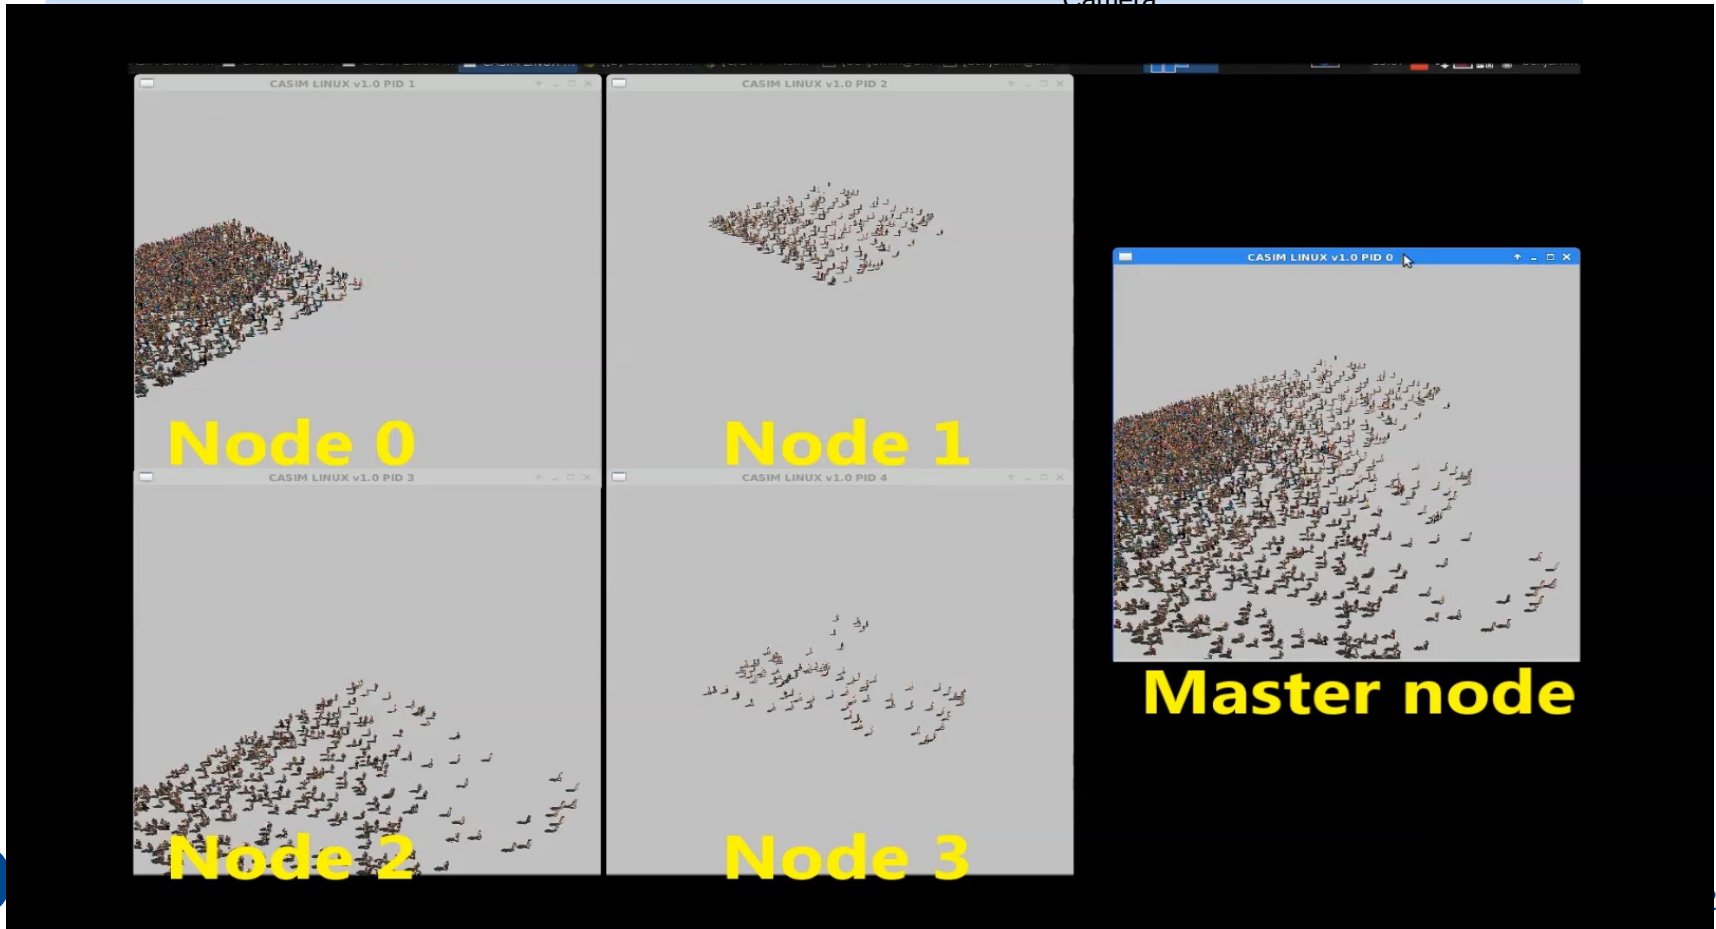 Camera
CASIM LINUX v1.0 PID 1
CASIM LINUX v1.0 PID 2
CASIM LINUX v1.0 PID 0
Node 0
Node 1
CASIM LINUX v1.0 PID 3
CASIM LINUX v1.0 PID 4
Master node
Node 2
Node 3